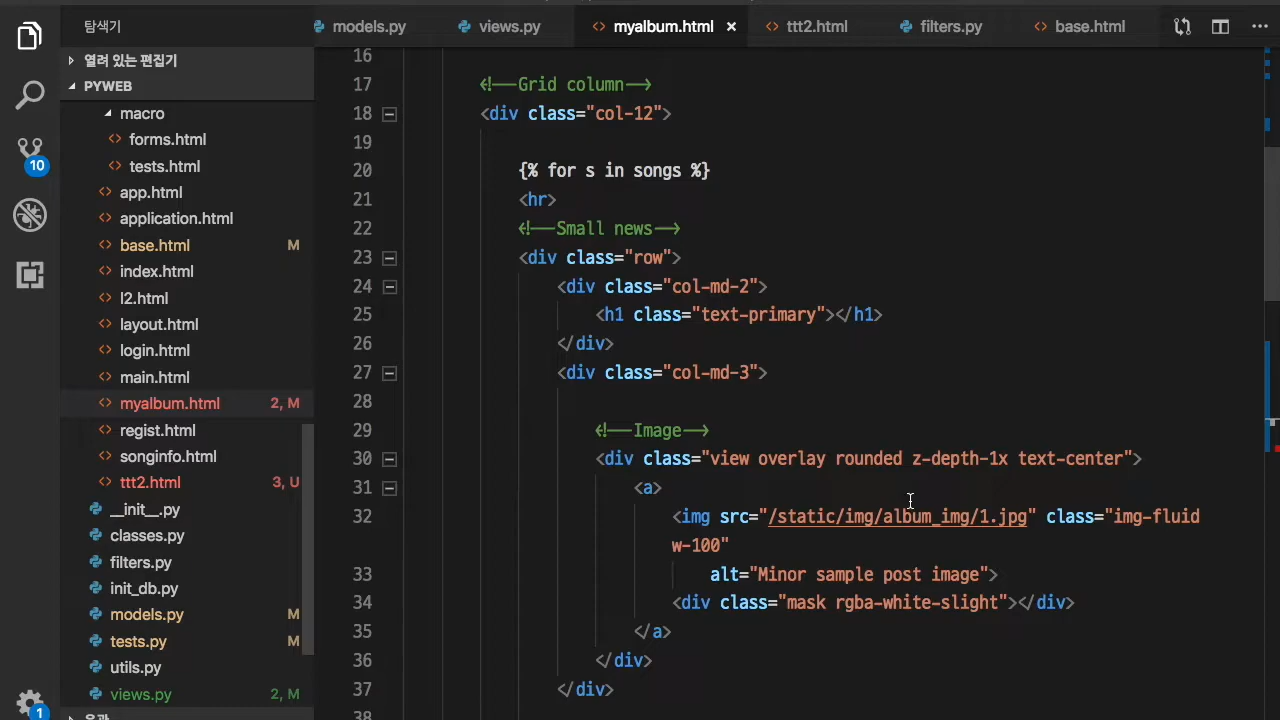 탐색기
models.py
views.py
myalbum.html
ttt2.html
filters.py
base.html
열려 있는 편집기
PYWEB
macro
forms.html
tests.html
app.html
application.html
base.html M
index.html
l2.html
layout.html
login.html
main.html
myalbum.html 2, M
regist.html
songinfo.html
ttt2.html 3, U
__init__.py
classes.py
filters.py
init_db.py
models.py M
tests.py M
utils.py
views.py 2, M
10
1
16
17 <!--Grid column-->
18 <div class="col-12">
19
20 {% for s in songs %}
21 <hr>
22 <!--Small news-->
23 <div class="row">
24 <div class="col-md-2">
25 <h1 class="text-primary"></h1>
26 </div>
27 <div class="col-md-3">
28
29 <!--Image-->
30 <div class="view overlay rounded z-depth-1x text-center">
31 <a>
32 <img src="/static/img/album_img/1.jpg" class="img-fluid
w-100"
33 alt="Minor sample post image">
34 <div class="mask rgba-white-slight"></div>
35 </a>
36 </div>
37 </div>
38